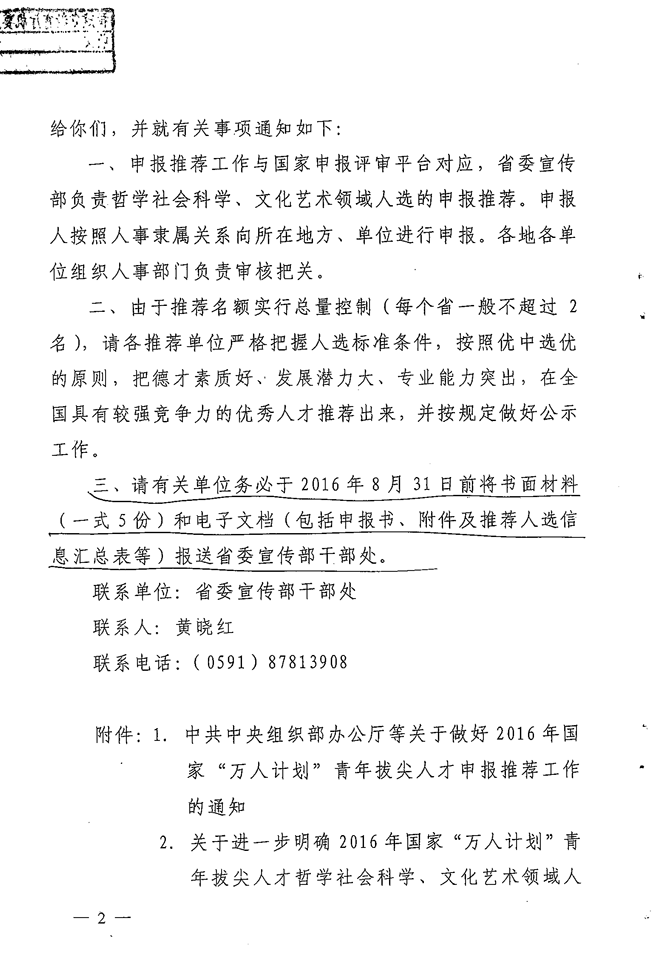 给你们，并就有关事项通知如下：
一、申报推荐工作与国家申报评审平台对应，省委宣传
部负责哲学社会科学、文化艺术领域人选的申报推荐。申报
人按照人事隶属关系向所在地方、单位进行申报。各地各单
位组织人事部门负责审核把关。
二、由于推荐名额实行总量控制（每个省一般不超过 2
名），请各推荐单位严格把握人选标准条件，按照优中选优
的原则，把德才素质好、发展潜力大、专业能力突出，在全
国具有较强竞争力的优秀人才推荐出来，并按规定做好公示
工作。
三、请有关单位务必于 2016 年 8 月 31 日前将书面材料
（一式 5 份）和电子文档（包括申报书、附件及推荐人选信
息汇总表等）报送省委宣传部干部处。
联系单位：省委宣传部干部处
联系人：黄晓红
联系电话：（0591）87813908
附件：1. 中共中央组织部办公厅等关于做好 2016 年国
家“万人计划”青年拔尖人才申报推荐工作
的通知
2. 关于进一步明确 2016 年国家“万人计划”青
年拔尖人才哲学社会科学、文化艺术领域人
— 2 —